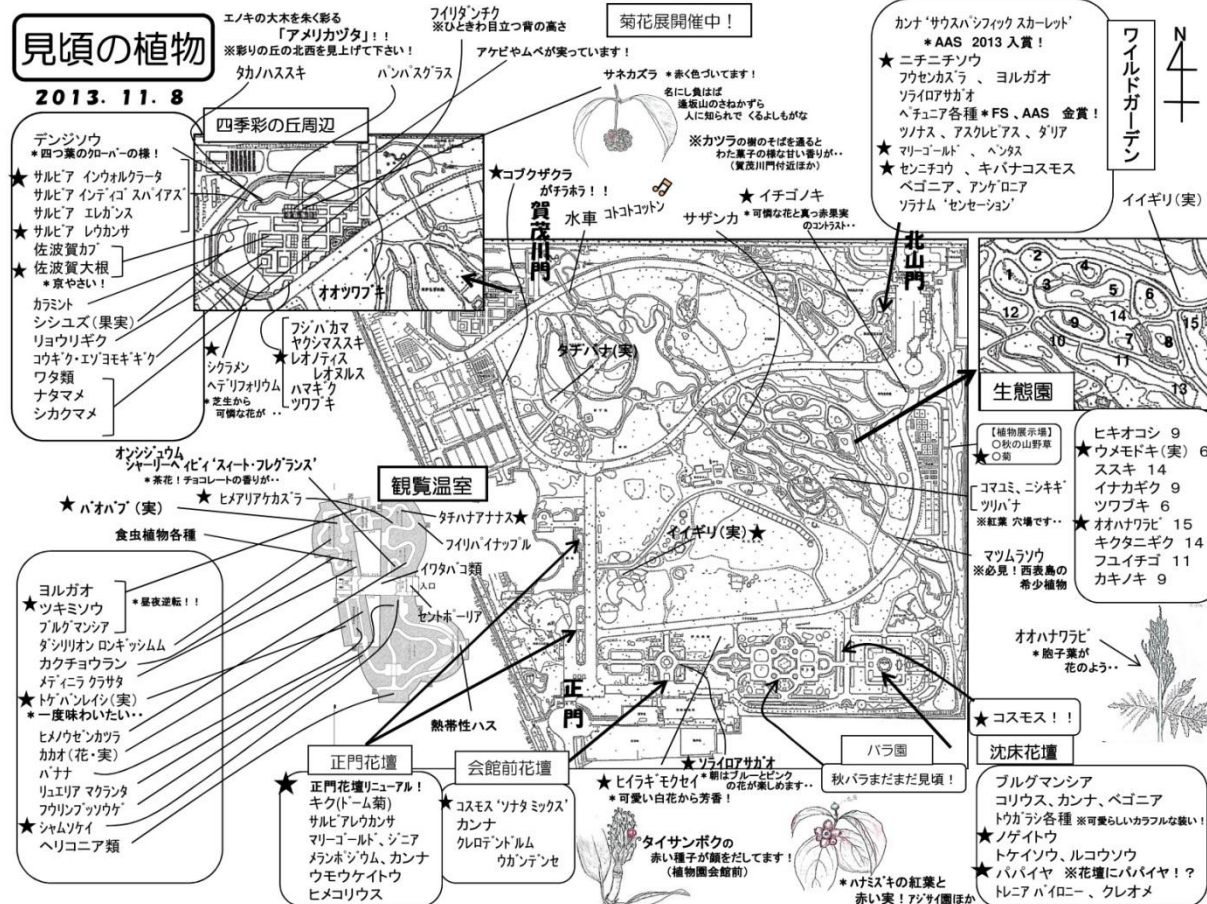 見頃の植物
2013. 11. 8
エノキの大木を朱く彩る
「アメリカヅタ」！！
※彩りの丘の北西を見上げて下さい！
タカノハススキ
フイリダンチク
※ひときわ目立つ背の高さ
アケビやムベが実っています！
パンパスグラス
菊花展開催中！
サネカズラ ＊赤く色づいてます！
名にし負はば
逢坂山のさねかずら
人に知られで くるよしもがな
※カツラの樹のそばを通ると
わた菓子の様な甘い香りが・・
(賀茂川門付近ほか)
四季彩の丘周辺
デンジソウ
＊四つ葉のクローバーの様！
★サルビア インウォルクラータ
サルビア インディゴ スパイアズ
サルビア エレガンス
★サルビア レウカンサ
佐波賀カブ
★佐波賀大根
＊京やさい！
カラミント
シシユズ(果実)
リョウリギク
コウギク・エゾヨモギギク
ワタ類
ナタマメ
シカクマメ
オオツワブキ
★シクラメン
ヘデリフォリウム
＊芝生から
可憐な花が・・
フジバカマ
ヤクシマススキ
★レオノティス
レオヌルス
ハマギク
ツワブキ
★コブクザクラ
がチラホラ！！
賀茂川門
水車 コトコトコットン
サザンカ
★イチゴノキ
＊可憐な花と真っ赤果実
のコントラスト・・
タチバナ(実)
イイギリ(実)★
北山門
ワイルドガーデン
N
カンナ ‘サウスパシフィック スカーレット’
＊AAS 2013 入賞！
★ニチニチソウ
フウセンカズラ 、 ヨルガオ
ソライロアサガオ
ペチュニア各種 ＊FS 、AAS 金賞！
ツノナス 、 アスクレピアス 、 ダリア
★マリーゴールド 、 ペンタス
★センニチコウ 、 キバナコスモス
ベゴニア 、 アンゲロニア
ソラナム ‘センセーション’
イイギリ(実)
1
2
3
4
5
6
7
8
9
10
11
12
13
14
15
生態園
ヒキオコシ 9
★ウメモドキ(実) 6
ススキ 14
イナカギク 9
ツワブキ 6
★オオハナワラビ 15
キクタニギク 14
フユイチゴ 11
カキノキ 9
【植物展示場】
〇秋の山野草
★〇菊
コマユミ、ニシキギ
ツリバナ
※紅葉 穴場です・・
マツムラソウ
※必見！西表島の
希少植物
オオハナワラビ
＊胞子葉が
花のよう・・
観覧温室
オンシジュウム
シャーリーベイビィ ‘スィート・フレグランス’
＊茶花！チョコレートの香りが・・
★バオバブ(実)
★ヒメアリアケカズラ
タチハナアナナス★
フイリパイナップル
食虫植物各種
イワタバコ類
入口
セントポーリア
熱帯性ハス
ヨルガオ
★ツキミソウ
ブルグマンシア
＊昼夜逆転！！
ダシリリオン ロンギッシムム
カクチョウラン
メディニラ クラサタ
★トゲバンレイシ(実)
＊一度味わいたい・・
ヒメノウゼンカツラ
カカオ(花・実)
バナナ
リュエリア マクランタ
フウリンブッソウゲ
★シャムソケイ
ヘリコニア類
正門
正門花壇
★正門花壇リニューアル！
キク(ドーム菊)
サルビアレウカンサ
マリーゴールド、ジニア
メランポジウム、カンナ
ウモウケイトウ
ヒメコリウス
会館前花壇
★コスモス ‘ソナタ ミックス’
カンナ
クレロデンドルム
ウガンデンセ
★ヒイラギモクセイ
＊可愛い白花から芳香！
★ソライロアサガオ
＊朝はブルーとピンク
の花が楽しめます・・
★タイサンボクの
赤い種子が顔をだしてます！
(植物園会館前)
バラ園
秋バラまだまだ見頃！
＊ハナミズキの紅葉と
赤い実！アジサイ園ほか
★コスモス！！
沈床花壇
ブルグマンシア
コリウス、カンナ、ベゴニア
トウガラシ各種 ※可愛らしいカラフルな装い！
★ノゲイトウ
トケイソウ、ルコウソウ
★パパイヤ ※花壇にパパイヤ！？
トレニア バイロニー 、 クレオメ